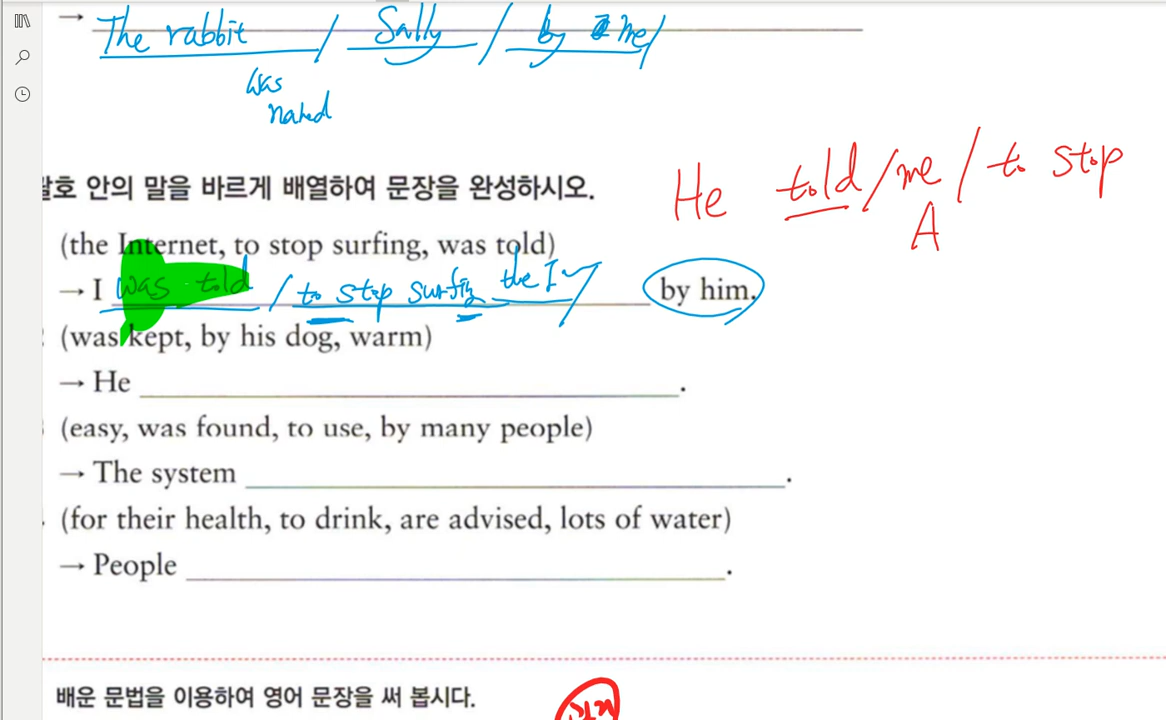 → The rabbit / Sally / by me /
was
named
He told / me / to stop
A
괄호 안의 말을 바르게 배열하여 문장을 완성하시오.
(the Internet, to stop surfing, was told)
→ I was told / to stop surfing the I~ / by him.
(was kept, by his dog, warm)
→ He ______.
(easy, was found, to use, by many people)
→ The system ______.
(for their health, to drink, are advised, lots of water)
→ People ______.
배운 문법을 이용하여 영어 문장을 써 봅시다.